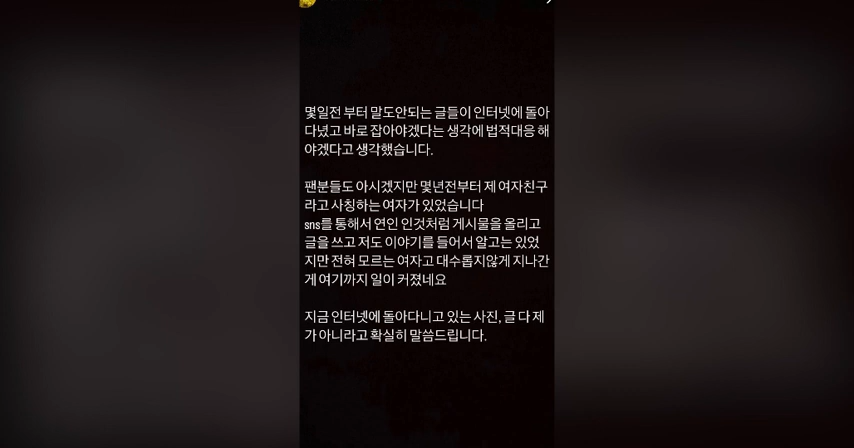 몇일전 부터 말도안되는 글들이 인터넷에 돌아
다녔고 바로 잡아야겠다는 생각에 법적대응 해
야겠다고 생각했습니다.
팬분들도 아시겠지만 몇년전부터 제 여자친구
라고 사칭하는 여자가 있었습니다
sns를 통해서 연인 인것처럼 게시물을 올리고
글을 쓰고 저도 이야기를 들어서 알고는 있었
지만 전혀 모르는 여자고 대수롭지않게 지나간
게 여기까지 일이 커졌네요
지금 인터넷에 돌아다니고 있는 사진, 글 다 제
가 아니라고 확실히 말씀드립니다.